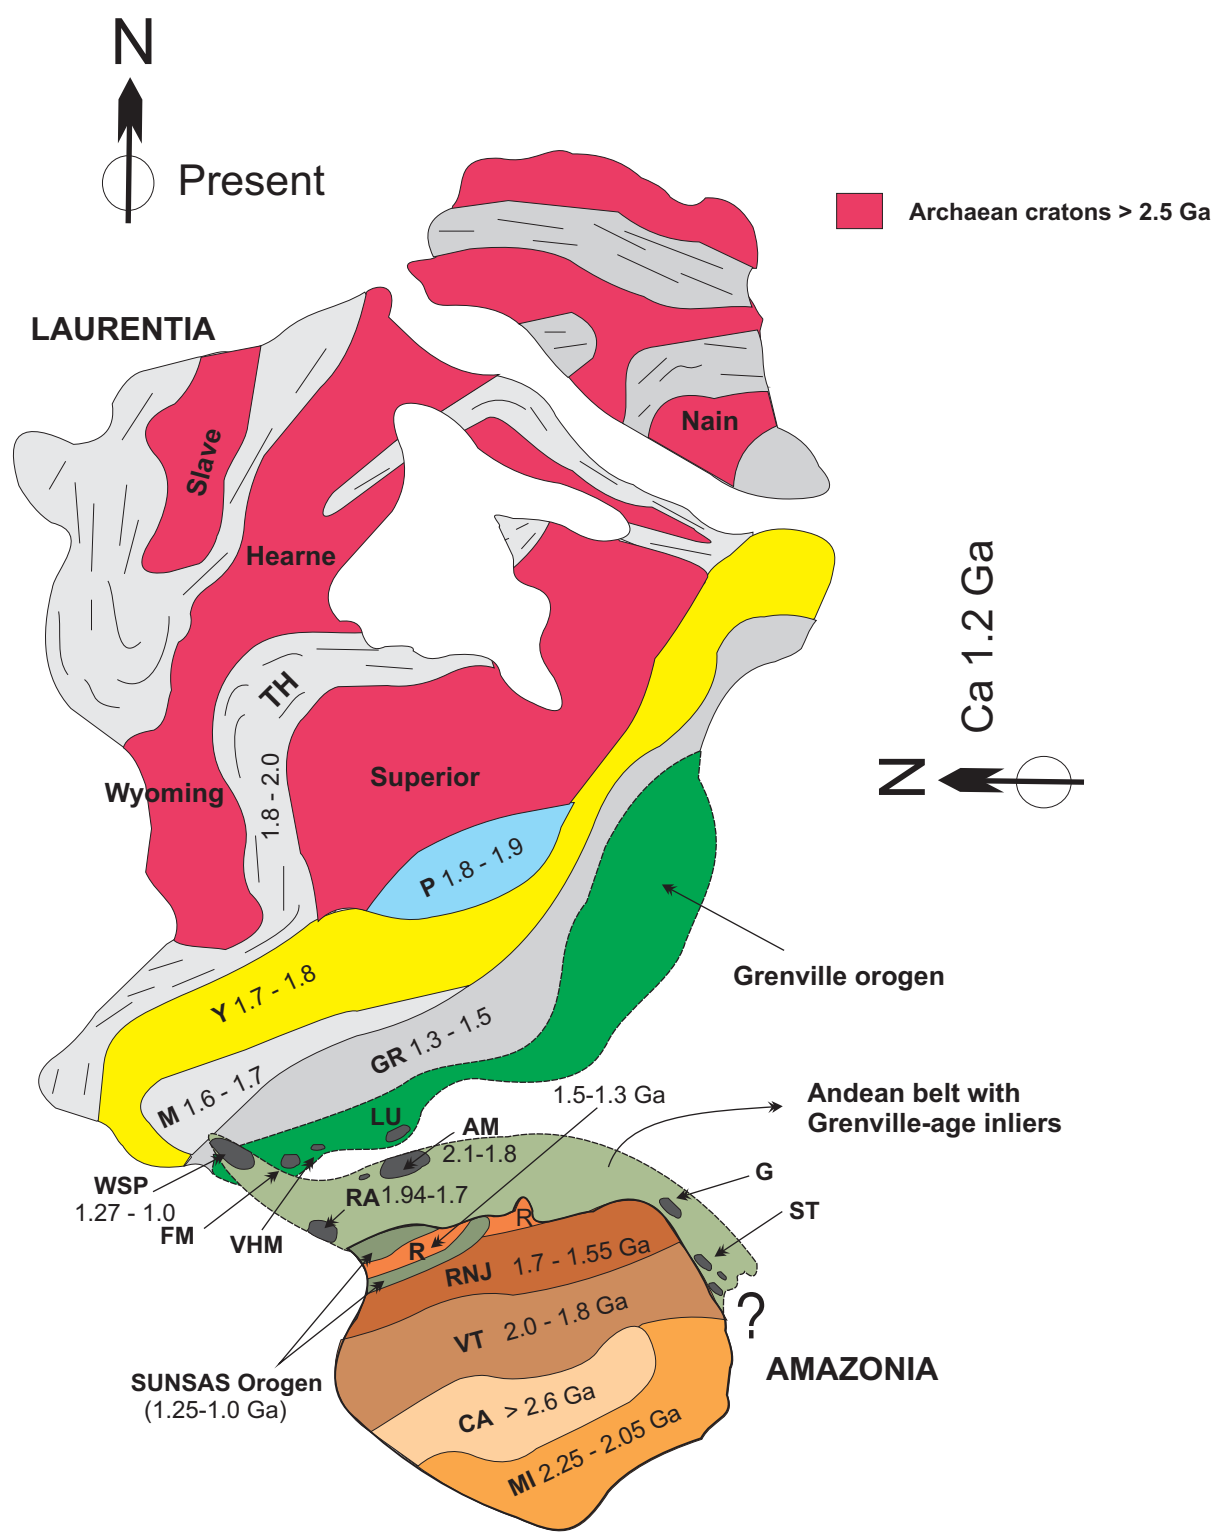 N
Present
Archaean cratons > 2.5 Ga
LAURENTIA
Nain
Slave
Hearne
Ca 1.2 Ga
N
TH
1.8 - 2.0
Wyoming
Superior
P 1.8 - 1.9
Grenville orogen
Y 1.7 - 1.8
GR 1.3 - 1.5
M 1.6 - 1.7
1.5-1.3 Ga
Andean belt with
Grenville-age inliers
LU
AM
2.1-1.8
WSP
1.27 - 1.0
FM
VHM
RA 1.94-1.7
G
ST
R
R
RNJ 1.7 - 1.55 Ga
VT 2.0 - 1.8 Ga
?
AMAZONIA
SUNSAS Orogen
(1.25-1.0 Ga)
CA > 2.6 Ga
MI 2.25 - 2.05 Ga